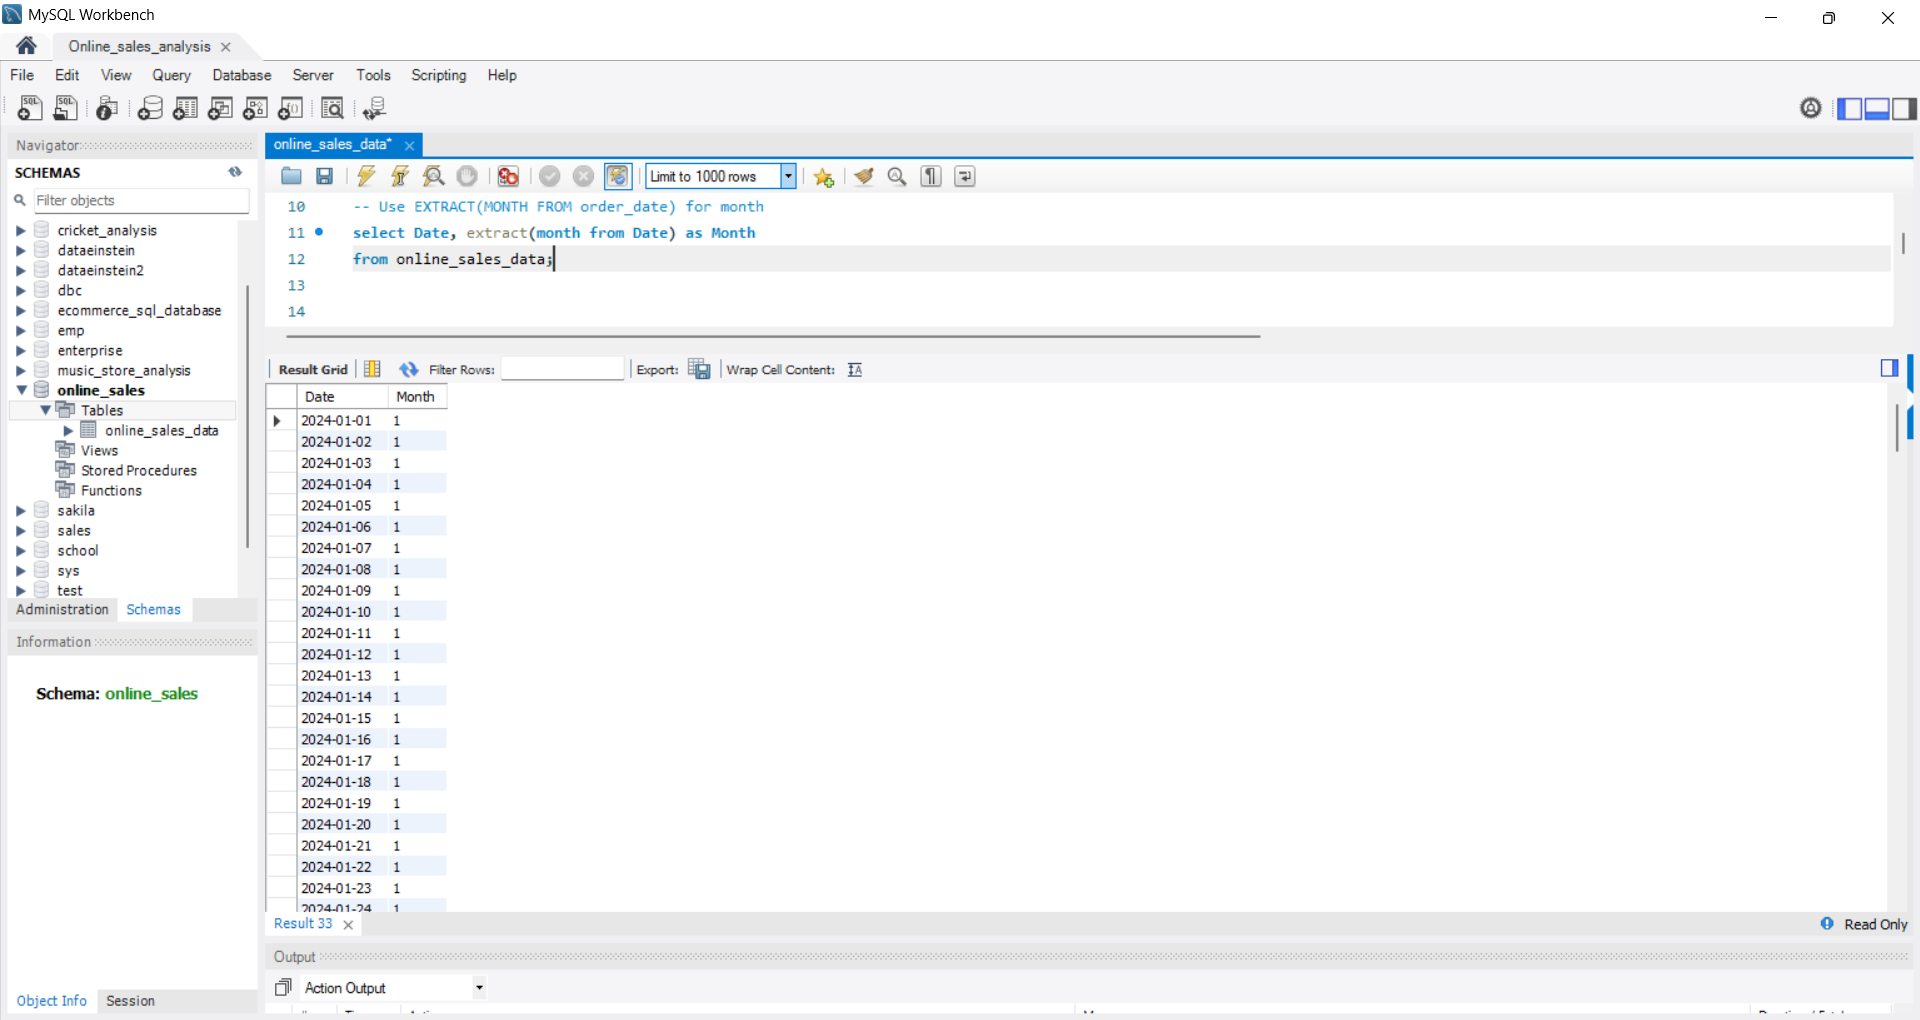 MySQL Workbench
Online_sales_analysis
File Edit View Query Database Server Tools Scripting Help
Navigator
SCHEMAS
Filter objects
cricket_analysis
dataeinstein
dataeinstein2
dbc
ecommerce_sql_database
emp
enterprise
music_store_analysis
online_sales
Tables
online_sales_data
Views
Stored Procedures
Functions
sakila
sales
school
sys
test
Administration Schemas
Information
Schema: online_sales
Object Info Session
online_sales_data*
Limit to 1000 rows
10 -- Use EXTRACT(MONTH FROM order_date) for month
11 select Date, extract(month from Date) as Month
12 from online_sales_data;
13
14
Result Grid Filter Rows: Export: Wrap Cell Content:
Date Month
2024-01-01 1
2024-01-02 1
2024-01-03 1
2024-01-04 1
2024-01-05 1
2024-01-06 1
2024-01-07 1
2024-01-08 1
2024-01-09 1
2024-01-10 1
2024-01-11 1
2024-01-12 1
2024-01-13 1
2024-01-14 1
2024-01-15 1
2024-01-16 1
2024-01-17 1
2024-01-18 1
2024-01-19 1
2024-01-20 1
2024-01-21 1
2024-01-22 1
2024-01-23 1
2024-01-24 1
Result 33 Read Only
Output
Action Output